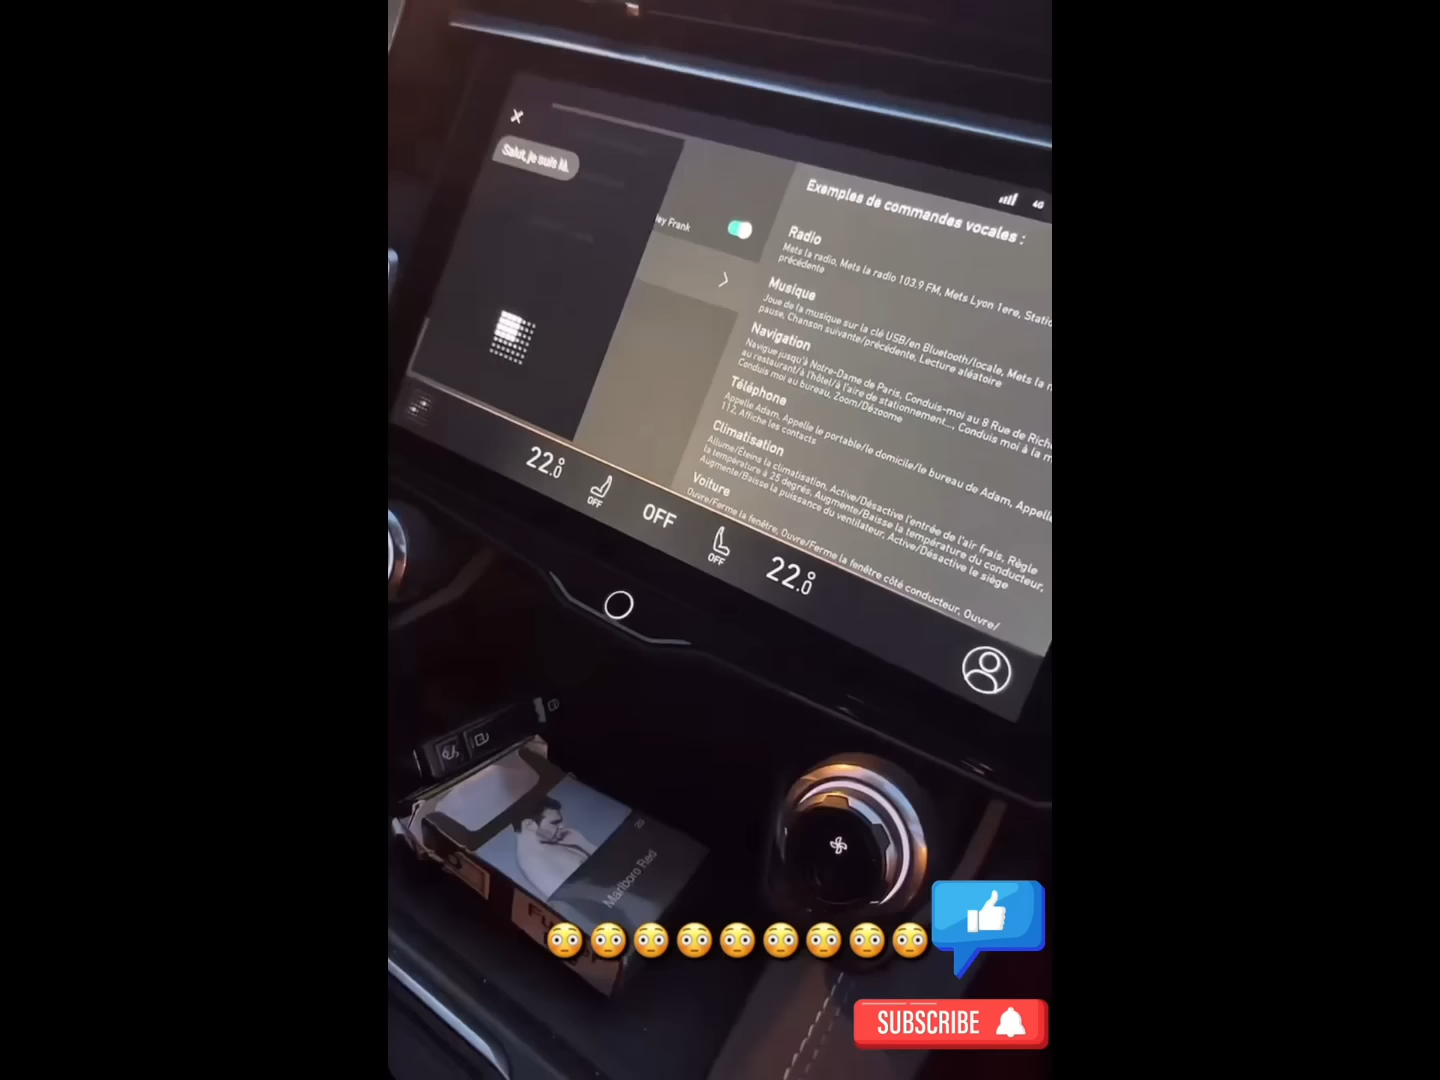 Salut, je suis là.
ey Frank
4G
Exemples de commandes vocales :
Radio
Mets la radio, Mets la radio 103.9 FM, Mets Lyon 1ere, Static
précédente
Musique
Joue de la musique sur la clé USB/en Bluetooth/locale, Mets la
pause, Chanson suivante/précédente, Lecture aléatoire
Navigation
Navigue jusqu'à Notre-Dame de Paris, Conduis-moi au 8 Rue de Rich
au restaurant/à l'hôtel/à l'aire de stationnement..., Conduis moi à la m
Conduis moi au bureau, Zoom/Dézoome
Téléphone
Appelle Adam, Appelle le portable/le domicile/le bureau de Adam, Appelle
112, Affiche les contacts
Climatisation
Allume/Éteins la climatisation, Active/Désactive l'entrée de l'air frais, Règle
la température à 25 degrés, Augmente/Baisse la température du conducteur,
Augmente/Baisse la puissance du ventilateur, Active/Désactive le siège
Voiture
Ouvre/Ferme la fenêtre, Ouvre/Ferme la fenêtre côté conducteur, Ouvre/
22.0
OFF
OFF
OFF
22.0
20
Marlboro Red
SUBSCRIBE